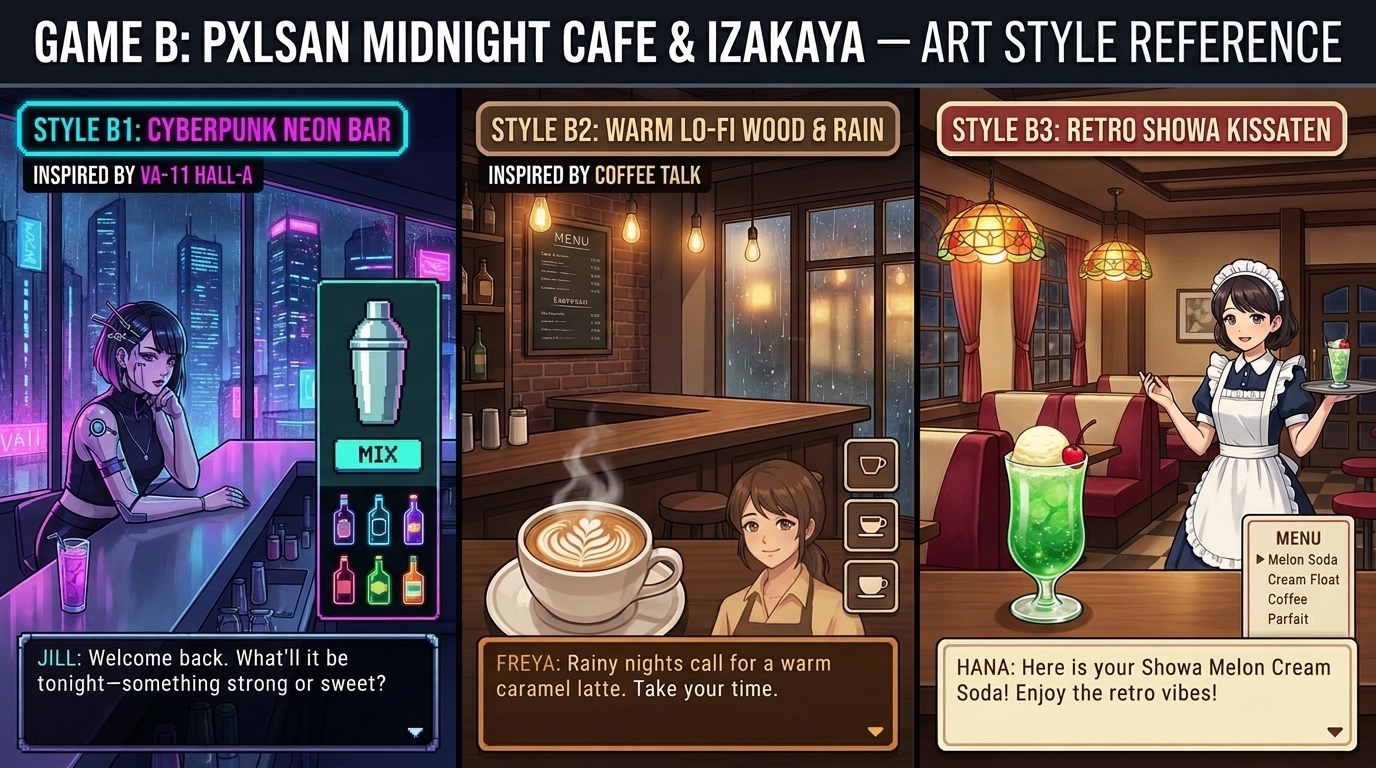 GAME B: PXLSAN MIDNIGHT CAFE & IZAKAYA — ART STYLE REFERENCE
STYLE B1: CYBERPUNK NEON BAR
INSPIRED BY VA-11 HALL-A
MIX
JILL: Welcome back. What'll it be
tonight—something strong or sweet?
STYLE B2: WARM LO-FI WOOD & RAIN
INSPIRED BY COFFEE TALK
MENU
FREYA: Rainy nights call for a warm
caramel latte. Take your time.
STYLE B3: RETRO SHOWA KISSATEN
MENU
▶ Melon Soda
Cream Float
Coffee
Parfait
HANA: Here is your Showa Melon Cream
Soda! Enjoy the retro vibes!